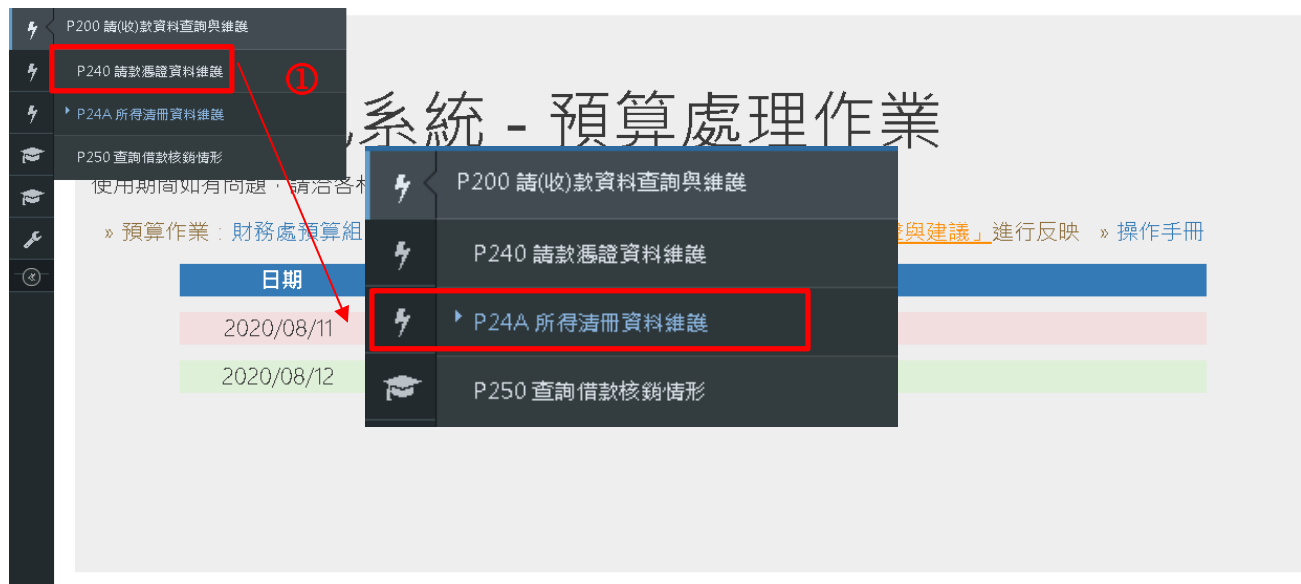 P200 請(收)款資料查詢與維護
P240 請款憑證資料維護
①
P24A 所得清冊資料維護
P250 查詢借款核銷情形
系統 - 預算處理作業
使用期間如有問題，請洽各
» 預算作業：財務處預算組
與建議」進行反映 » 操作手冊
日期
2020/08/11
2020/08/12
P200 請(收)款資料查詢與維護
P240 請款憑證資料維護
P24A 所得清冊資料維護
P250 查詢借款核銷情形